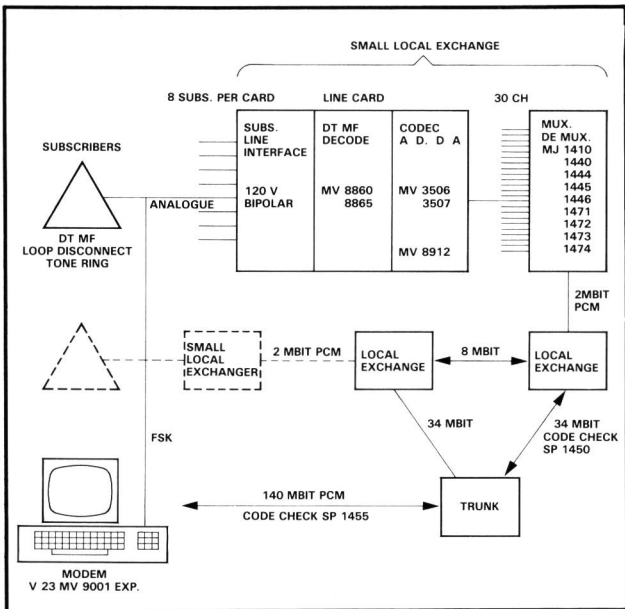 SMALL LOCAL EXCHANGE
8 SUBS. PER CARD
LINE CARD
30 CH
SUBSCRIBERS
DT MF
LOOP DISCONNECT
TONE RING
ANALOGUE
SUBS.
LINE
INTERFACE
120 V
BIPOLAR
DT MF
DECODE
MV 8860
8865
CODEC
A D. D A
MV 3506
3507
MV 8912
MUX.
DE MUX.
MJ 1410
1440
1444
1445
1446
1471
1472
1473
1474
2MBIT
PCM
SMALL
LOCAL
EXCHANGER
2 MBIT PCM
LOCAL
EXCHANGE
8 MBIT
LOCAL
EXCHANGE
FSK
34 MBIT
34 MBIT
CODE CHECK
SP 1450
140 MBIT PCM
CODE CHECK SP 1455
TRUNK
MODEM
V 23 MV 9001 EXP.